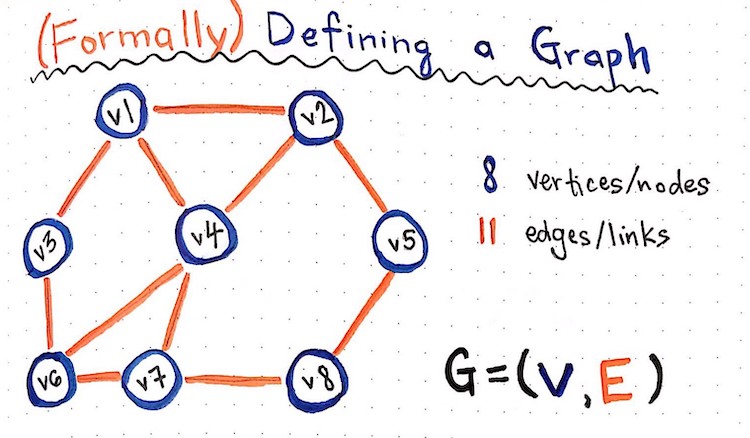 (Formally) Defining a Graph
v1
v2
8 vertices/nodes
v3
v4
v5
11 edges/links
v6
v7
v8
G=(V,E)